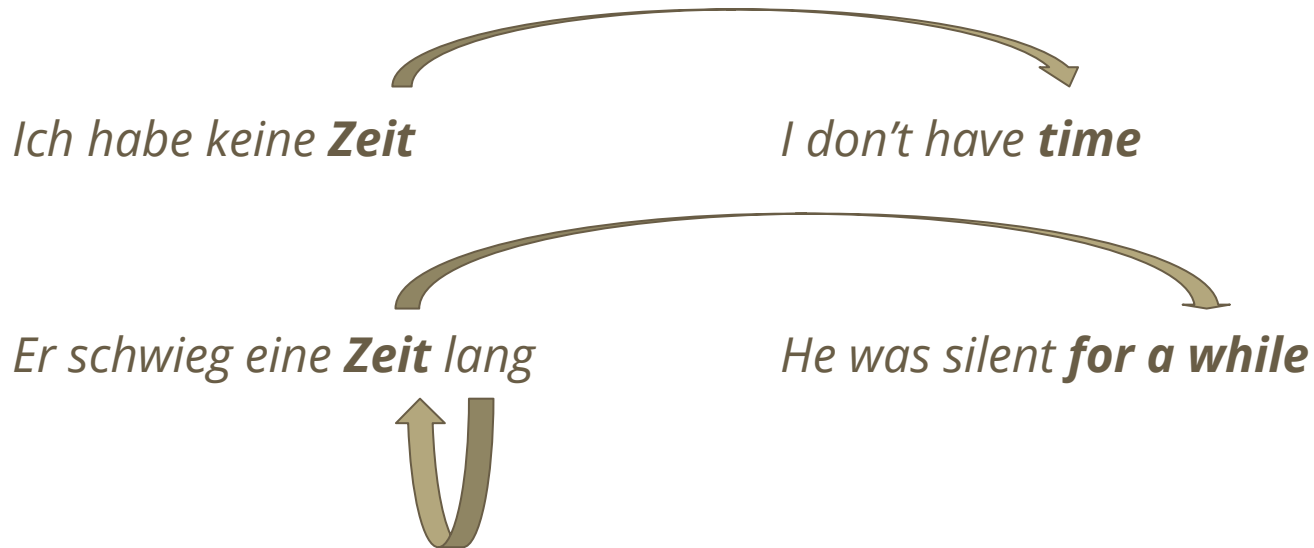 Ich habe keine Zeit
I don’t have time
Er schwieg eine Zeit lang
He was silent for a while